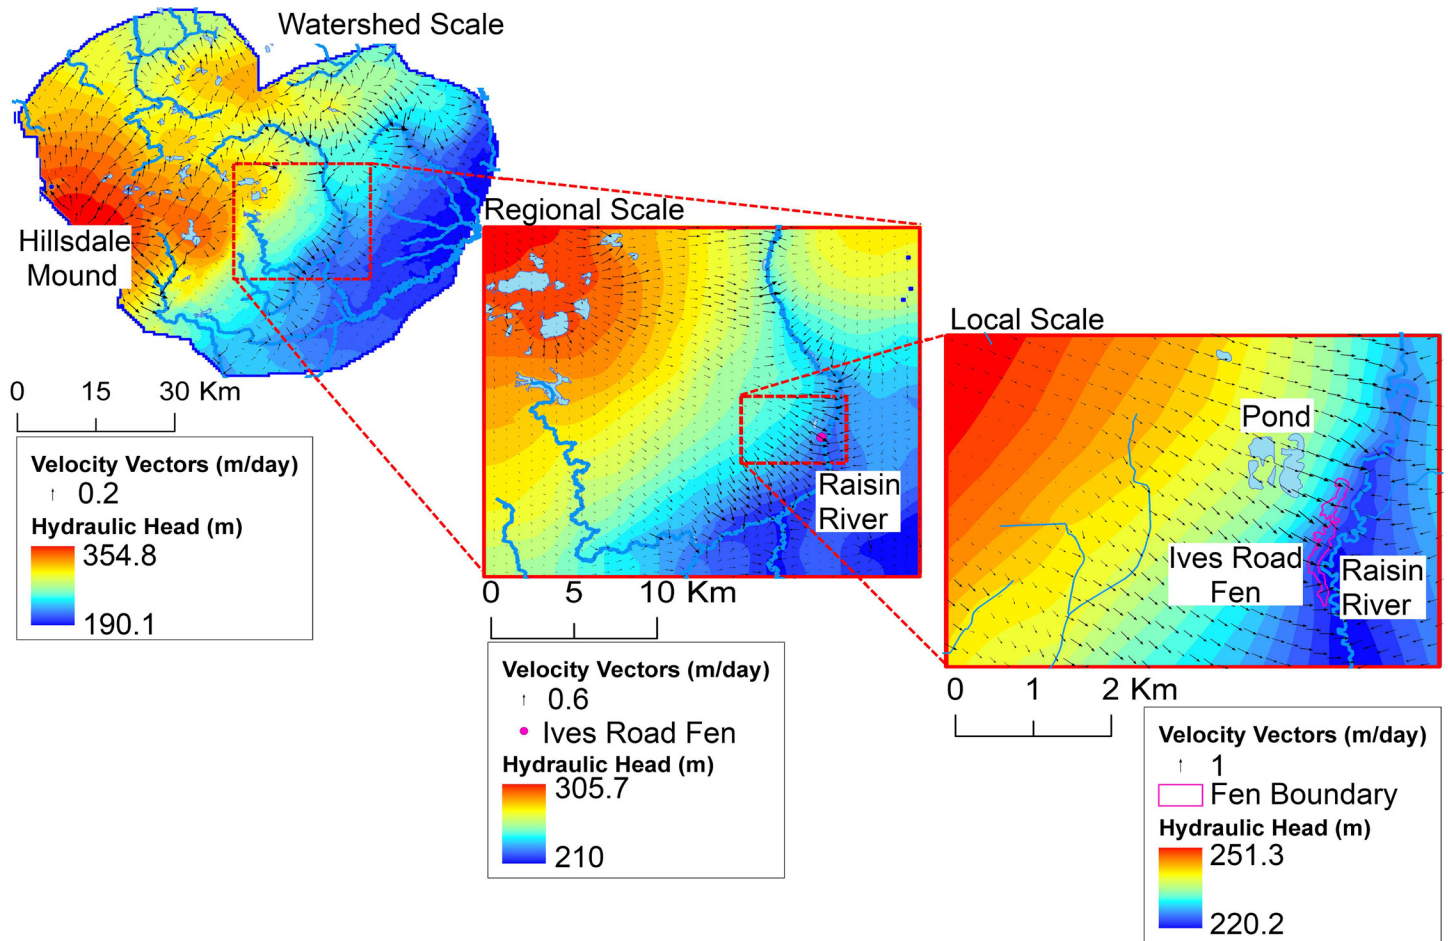 Watershed Scale
Hillsdale
Mound
0 15 30 Km
Velocity Vectors (m/day)
0.2
Hydraulic Head (m)
354.8
190.1
Regional Scale
Raisin
River
0 5 10 Km
Velocity Vectors (m/day)
0.6
Ives Road Fen
Hydraulic Head (m)
305.7
210
Local Scale
Pond
Ives Road
Fen
Raisin
River
0 1 2 Km
Velocity Vectors (m/day)
1
Fen Boundary
Hydraulic Head (m)
251.3
220.2